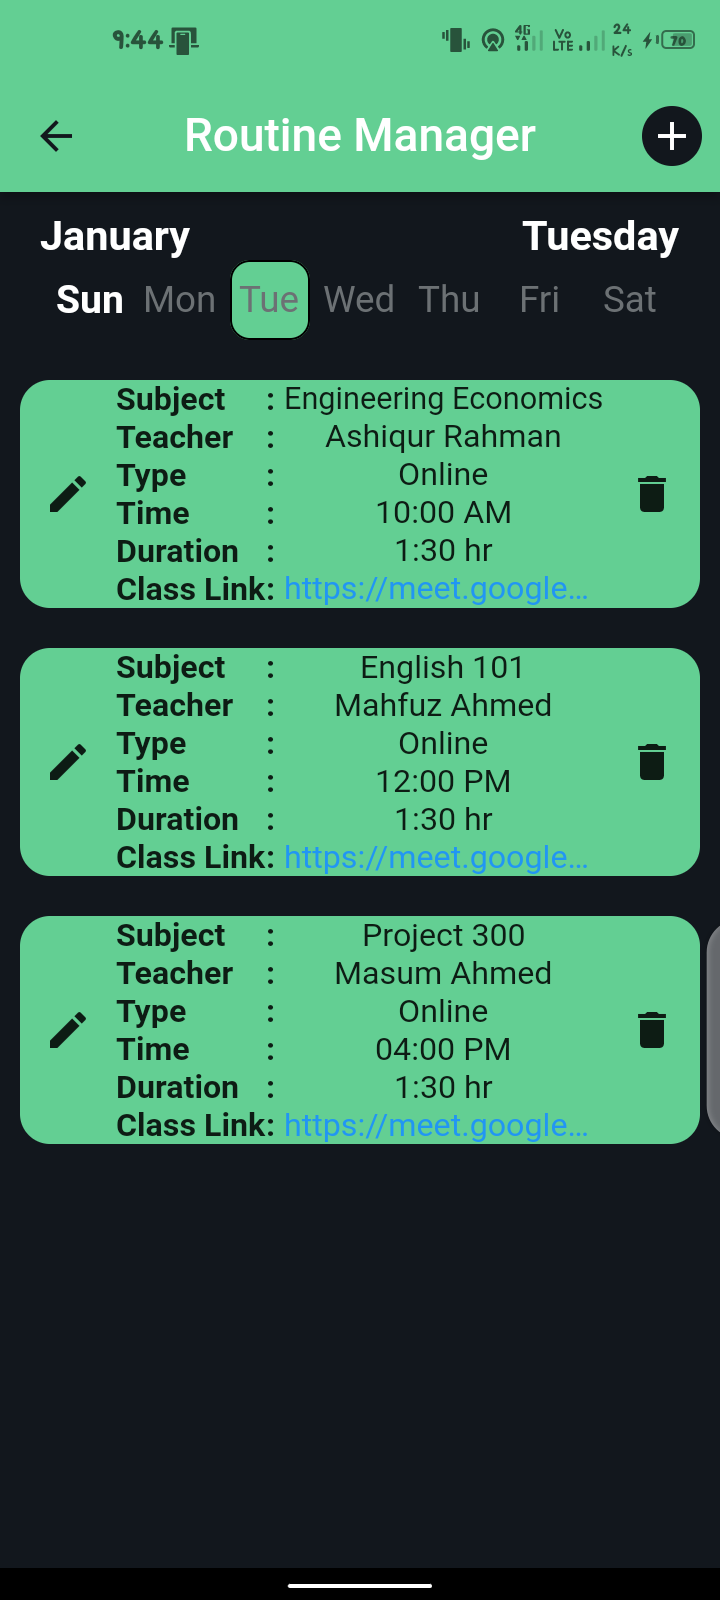 9:44 4G Vo LTE 24 K/s 70
Routine Manager
January Tuesday
Sun Mon Tue Wed Thu Fri Sat
Subject : Engineering Economics
Teacher : Ashiqur Rahman
Type : Online
Time : 10:00 AM
Duration : 1:30 hr
Class Link: https://meet.google...
Subject : English 101
Teacher : Mahfuz Ahmed
Type : Online
Time : 12:00 PM
Duration : 1:30 hr
Class Link: https://meet.google...
Subject : Project 300
Teacher : Masum Ahmed
Type : Online
Time : 04:00 PM
Duration : 1:30 hr
Class Link: https://meet.google...